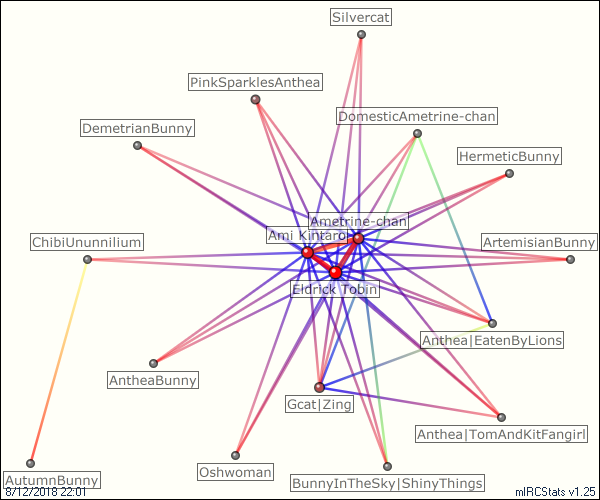 Silvercat
PinkSparklesAnthea
DomesticAmetrine-chan
DemetrianBunny
HermeticBunny
Ametrine-chan
Ami Kintaro
ChibiUnunnilium
ArtemisianBunny
Eldrick Tobin
Anthea|EatenByLions
AntheaBunny
Gcat|Zing
Anthea|TomAndKitFangirl
Oshwoman
AutumnBunny
BunnyInTheSky|ShinyThings
8/12/2018 22:01
mIRCStats v1.25